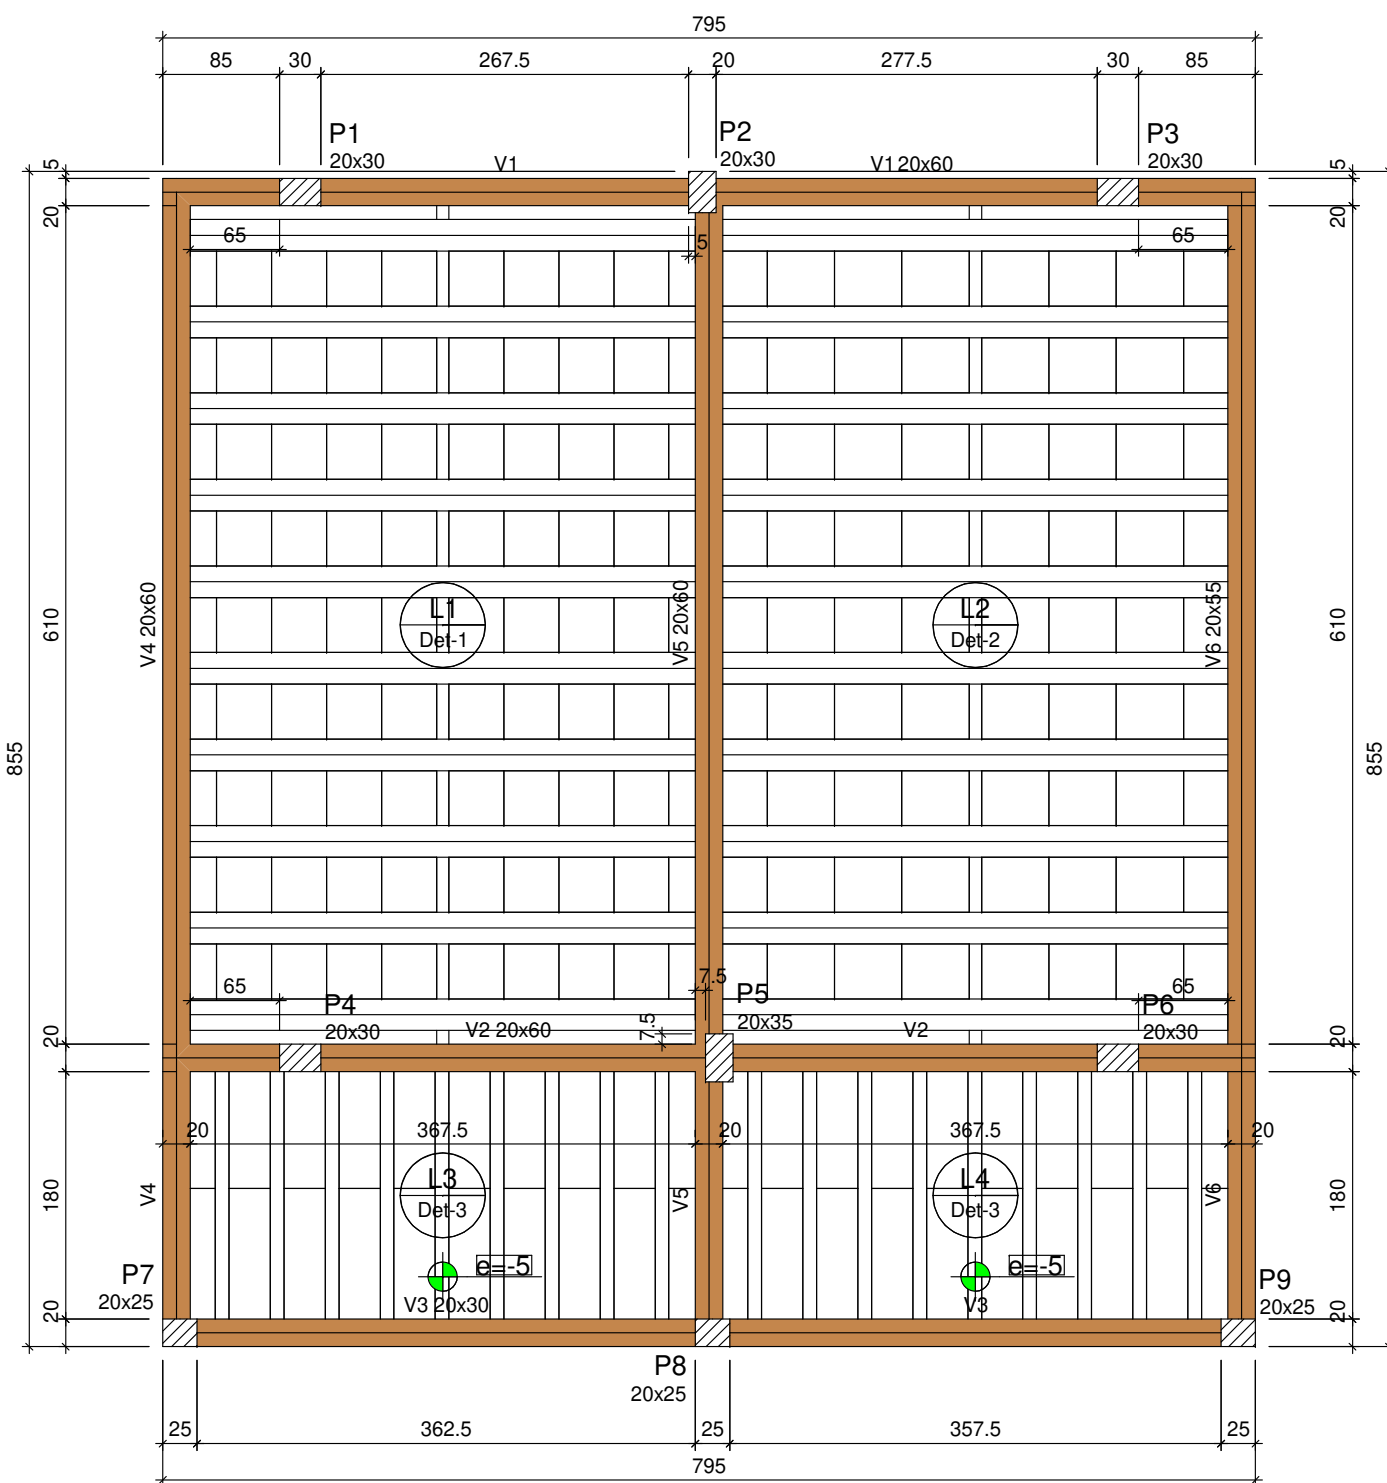 795
85 30 267.5 20 277.5 30 85
P1 P2 P3
20x30 20x30 20x30
V1 V1 20x60
5 5
20 20
65 5 65
V4 20x60 V5 20x60 V6 20x55
610 610
L1 L2
Det-1 Det-2
855 855
65 7.5 65
P4 P5 P6
20x30 V2 20x60 7.5 20x35 V2 20x30
20 20
20 367.5 20 367.5 20
L3 L4
Det-3 Det-3
180 V4 V5 V6 180
e=-5 e=-5
P7 P9
20x25 V3 20x30 V3 20x25
20 20
P8
20x25
25 362.5 25 357.5 25
795